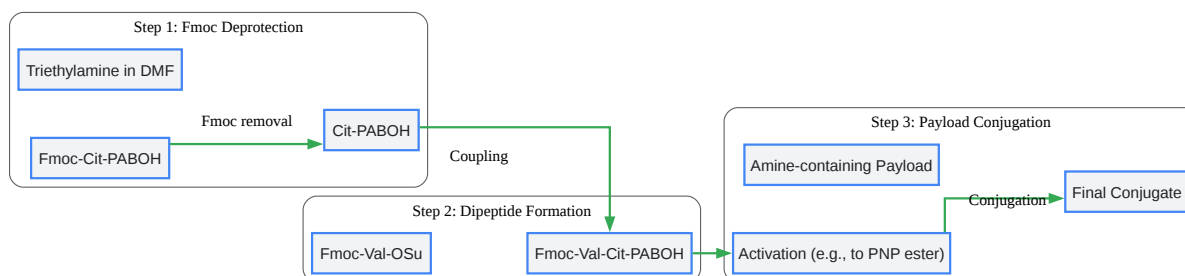 Step 1: Fmoc Deprotection
Triethylamine in DMF
Fmoc removal
Fmoc-Cit-PABOH
Cit-PABOH
Coupling
Step 2: Dipeptide Formation
Fmoc-Val-OSu
Fmoc-Val-Cit-PABOH
Step 3: Payload Conjugation
Amine-containing Payload
Activation (e.g., to PNP ester)
Conjugation
Final Conjugate